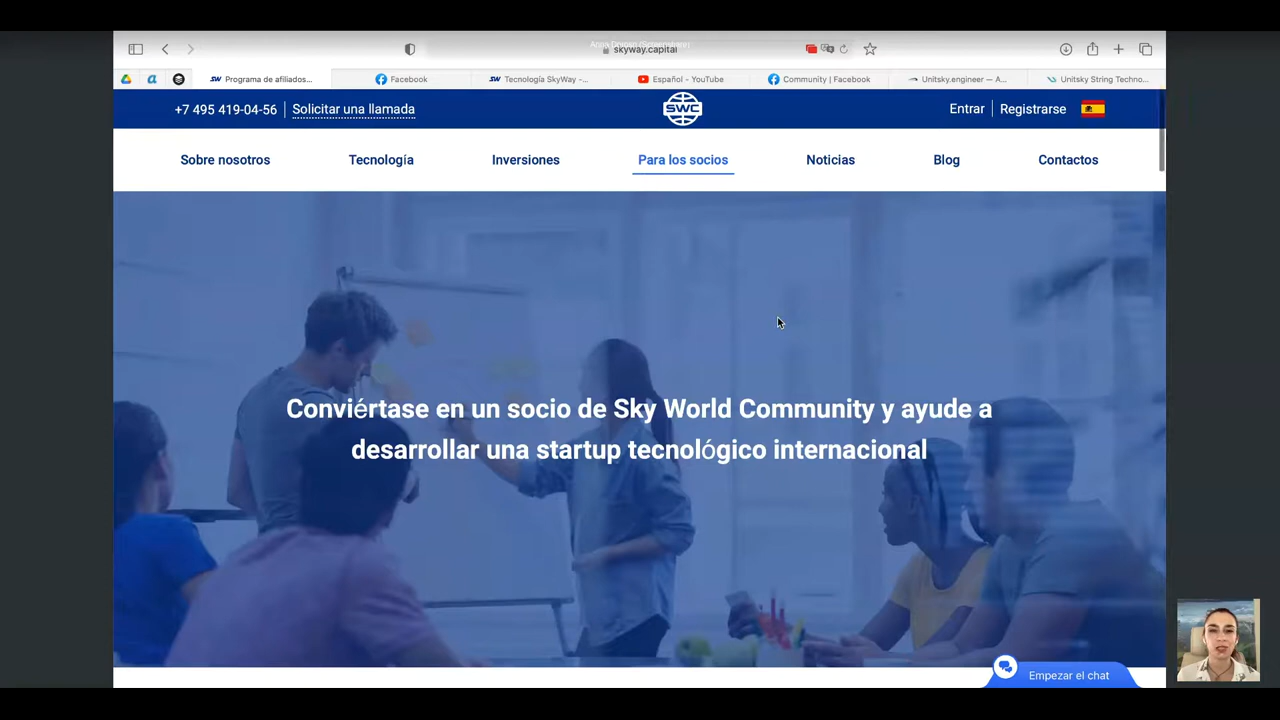 skyway.capital
Programa de afiliados...
Facebook
Tecnología SkyWay -...
Español - YouTube
Community | Facebook
Unitsky.engineer — A...
Unitsky String Techno...
+7 495 419-04-56
Solicitar una llamada
SWC
Entrar
Registrarse
Sobre nosotros
Tecnología
Inversiones
Para los socios
Noticias
Blog
Contactos
Conviértase en un socio de Sky World Community y ayude a
desarrollar una startup tecnológico internacional
Empezar el chat